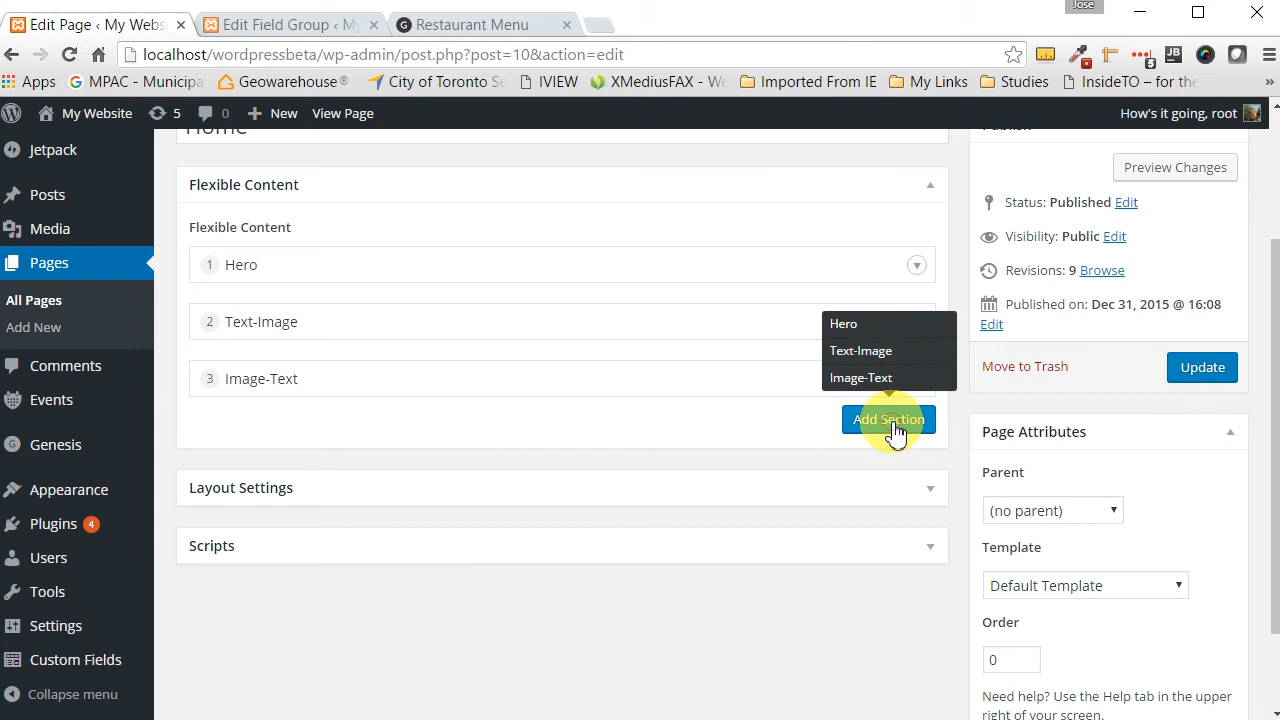 Jose
Edit Page ‹ My Webs
Edit Field Group ‹ My
Restaurant Menu
localhost/wordpressbeta/wp-admin/post.php?post=10&action=edit
Apps
MPAC - Municipa
Geowarehouse®
City of Toronto Se
IVIEW
XMediusFAX - We
Imported From IE
My Links
Studies
InsideTO – for the
»
My Website
5
0
New
View Page
How's it going, root
Home
Publish
Jetpack
Posts
Media
Pages
All Pages
Add New
Comments
Events
Genesis
Appearance
Plugins 4
Users
Tools
Settings
Custom Fields
Collapse menu
Flexible Content
Flexible Content
1 Hero
2 Text-Image
3 Image-Text
Hero
Text-Image
Image-Text
Add Section
Layout Settings
Scripts
Preview Changes
Status: Published Edit
Visibility: Public Edit
Revisions: 9 Browse
Published on: Dec 31, 2015 @ 16:08
Edit
Move to Trash
Update
Page Attributes
Parent
(no parent)
Template
Default Template
Order
0
Need help? Use the Help tab in the upper
right of your screen.